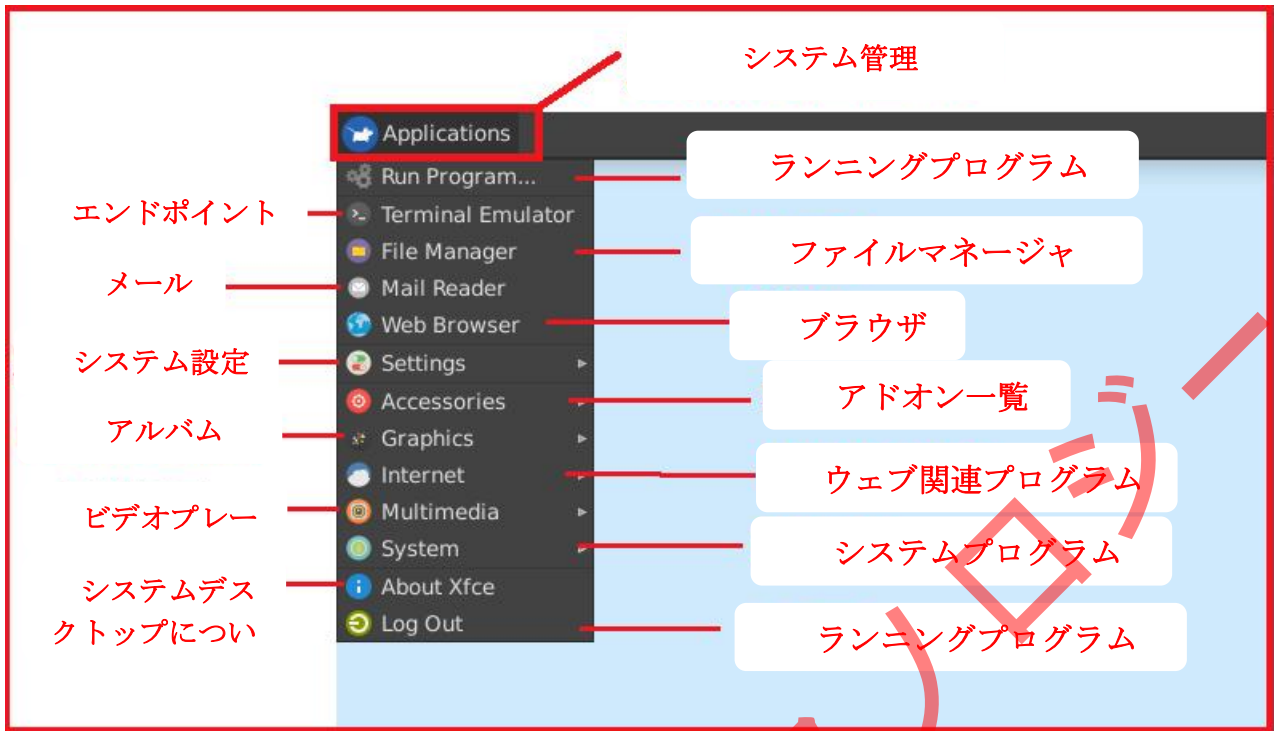 システム管理
Applications
Run Program...
ランニングプログラム
エンドポイント
Terminal Emulator
File Manager
ファイルマネージャ
メール
Mail Reader
Web Browser
ブラウザ
システム設定
Settings
Accessories
アドオン一覧
アルバム
Graphics
Internet
ウェブ関連プログラム
ビデオプレー
Multimedia
System
システムプログラム
システムデス
クトップについ
About Xfce
Log Out
ランニングプログラム